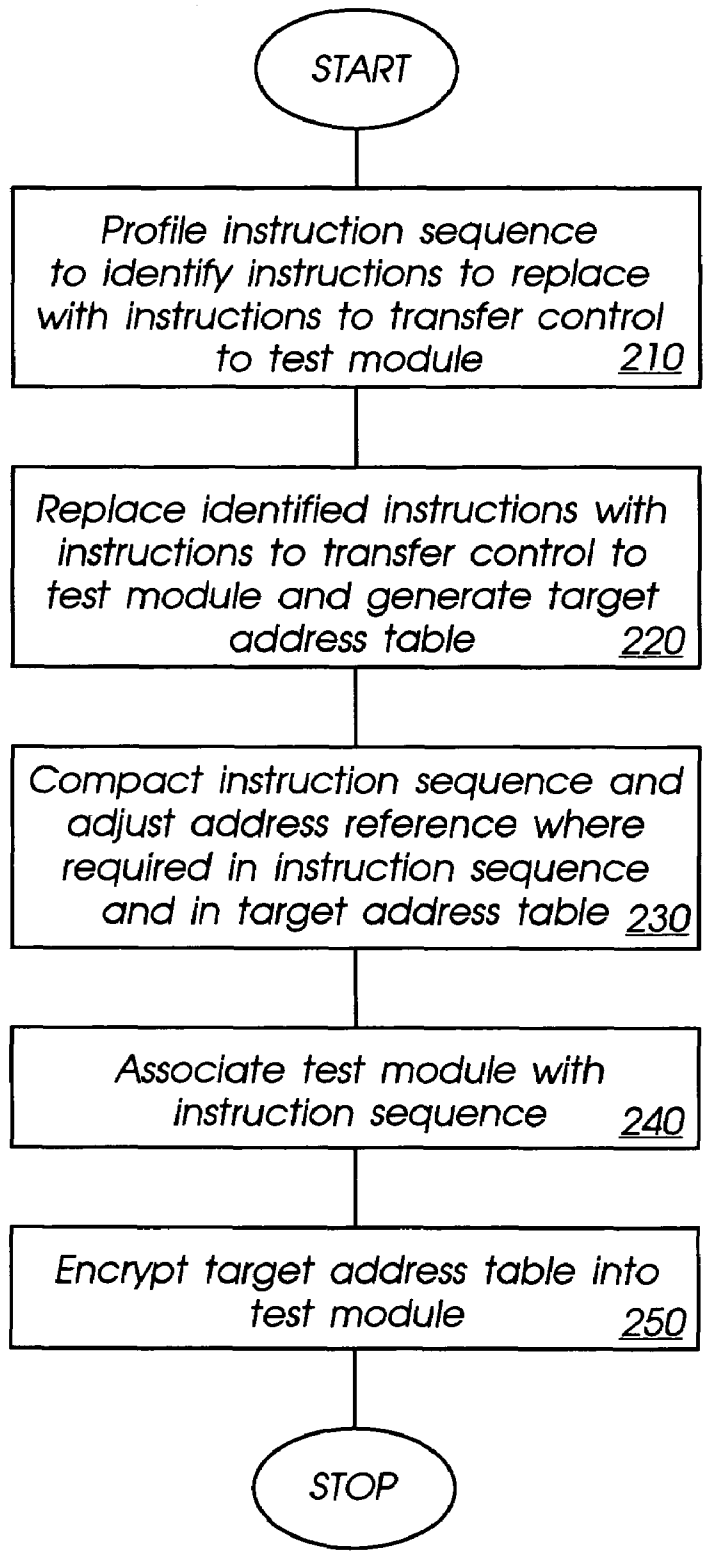 START
Profile instruction sequence
to identify instructions to replace
with instructions to transfer control
to test module 210
Replace identified instructions with
instructions to transfer control to
test module and generate target
address table 220
Compact instruction sequence and
adjust address reference where
required in instruction sequence
and in target address table 230
Associate test module with
instruction sequence 240
Encrypt target address table into
test module 250
STOP